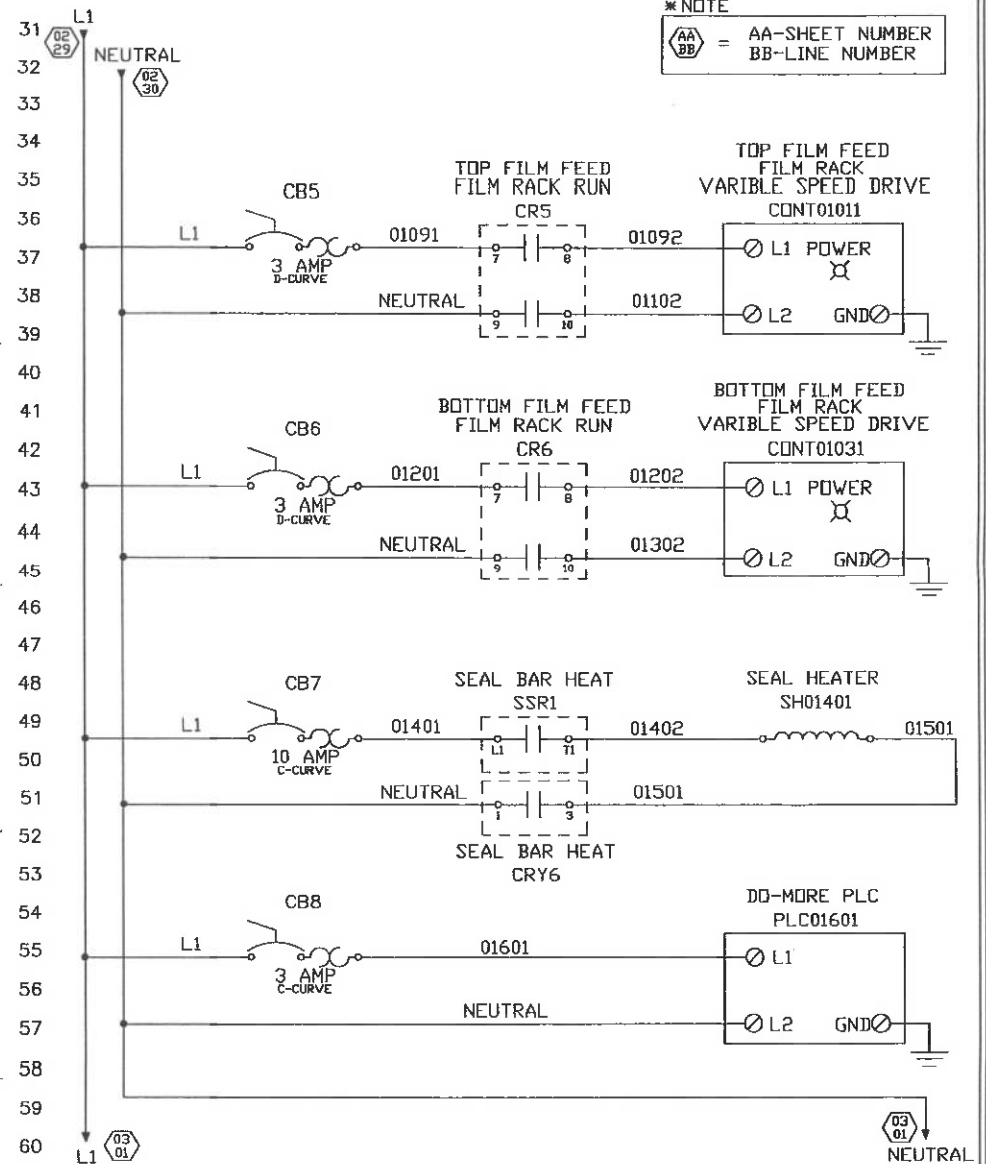 *NOTE
AA
BB = AA-SHEET NUMBER
BB-LINE NUMBER
31
32
33
34
35
36
37
38
39
40
41
42
43
44
45
46
47
48
49
50
51
52
53
54
55
56
57
58
59
60
L1
02
29
NEUTRAL
02
30
TOP FILM FEED
FILM RACK RUN
CR5
TOP FILM FEED
FILM RACK
VARIBLE SPEED DRIVE
CONT01011
CB5
L1
3 AMP
D-CURVE
01091
7
8
01092
L1 POWER
NEUTRAL
9
10
01102
L2 GND
BOTTOM FILM FEED
FILM RACK RUN
CR6
BOTTOM FILM FEED
FILM RACK
VARIBLE SPEED DRIVE
CONT01031
CB6
L1
3 AMP
D-CURVE
01201
7
8
01202
L1 POWER
NEUTRAL
9
10
01302
L2 GND
CB7
SEAL BAR HEAT
SSR1
SEAL HEATER
SH01401
L1
10 AMP
C-CURVE
01401
L1
T1
01402
01501
NEUTRAL
1
3
01501
SEAL BAR HEAT
CRY6
CB8
DO-MORE PLC
PLC01601
L1
3 AMP
C-CURVE
01601
L1
NEUTRAL
L2 GND
L1
03
01
03
01
NEUTRAL